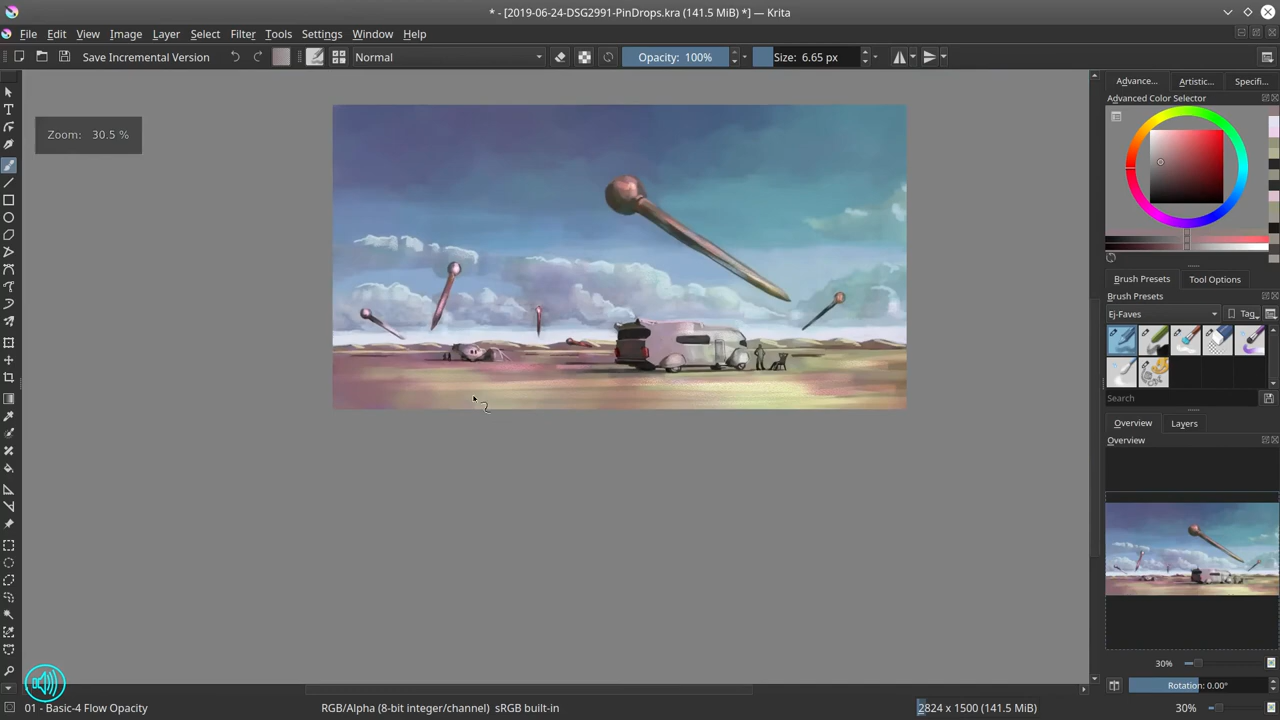 * - [2019-06-24-DSG2991-PinDrops.kra (141.5 MiB) *] — Krita
File Edit View Image Layer Select Filter Tools Settings Window Help
Save Incremental Version Normal Opacity: 100% Size: 6.65 px
Advance... Artistic... Specifi...
Advanced Color Selector
Zoom: 30.5 %
Brush Presets Tool Options
Brush Presets
Ej-Faves Tag
Search
Overview Layers
Overview
30%
Rotation: 0.00°
01 - Basic-4 Flow Opacity RGB/Alpha (8-bit integer/channel) sRGB built-in 2824 x 1500 (141.5 MiB) 30%